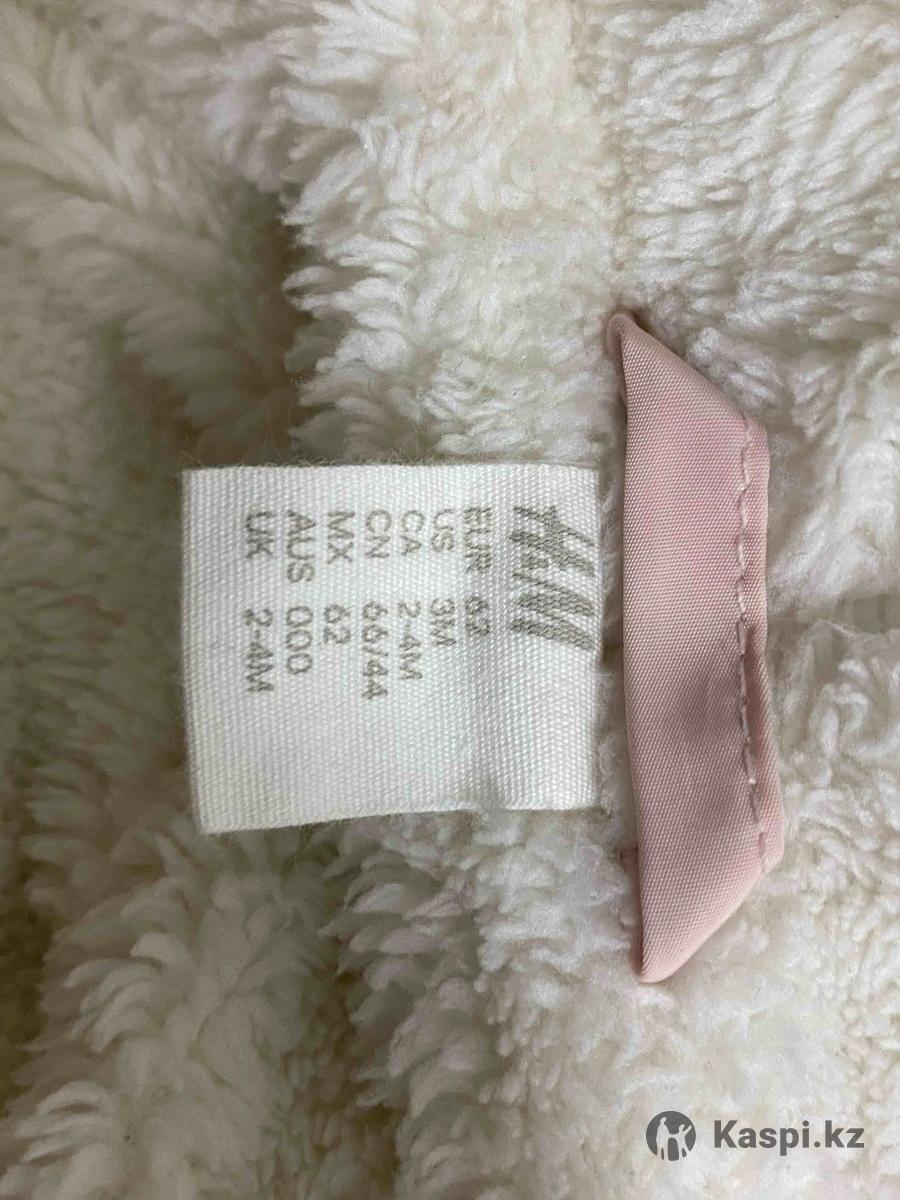 H&M
EUR 62
US 3M
CA 2-4M
CN 66/44
MX 62
AUS 000
UK 2-4M
Kaspi.kz